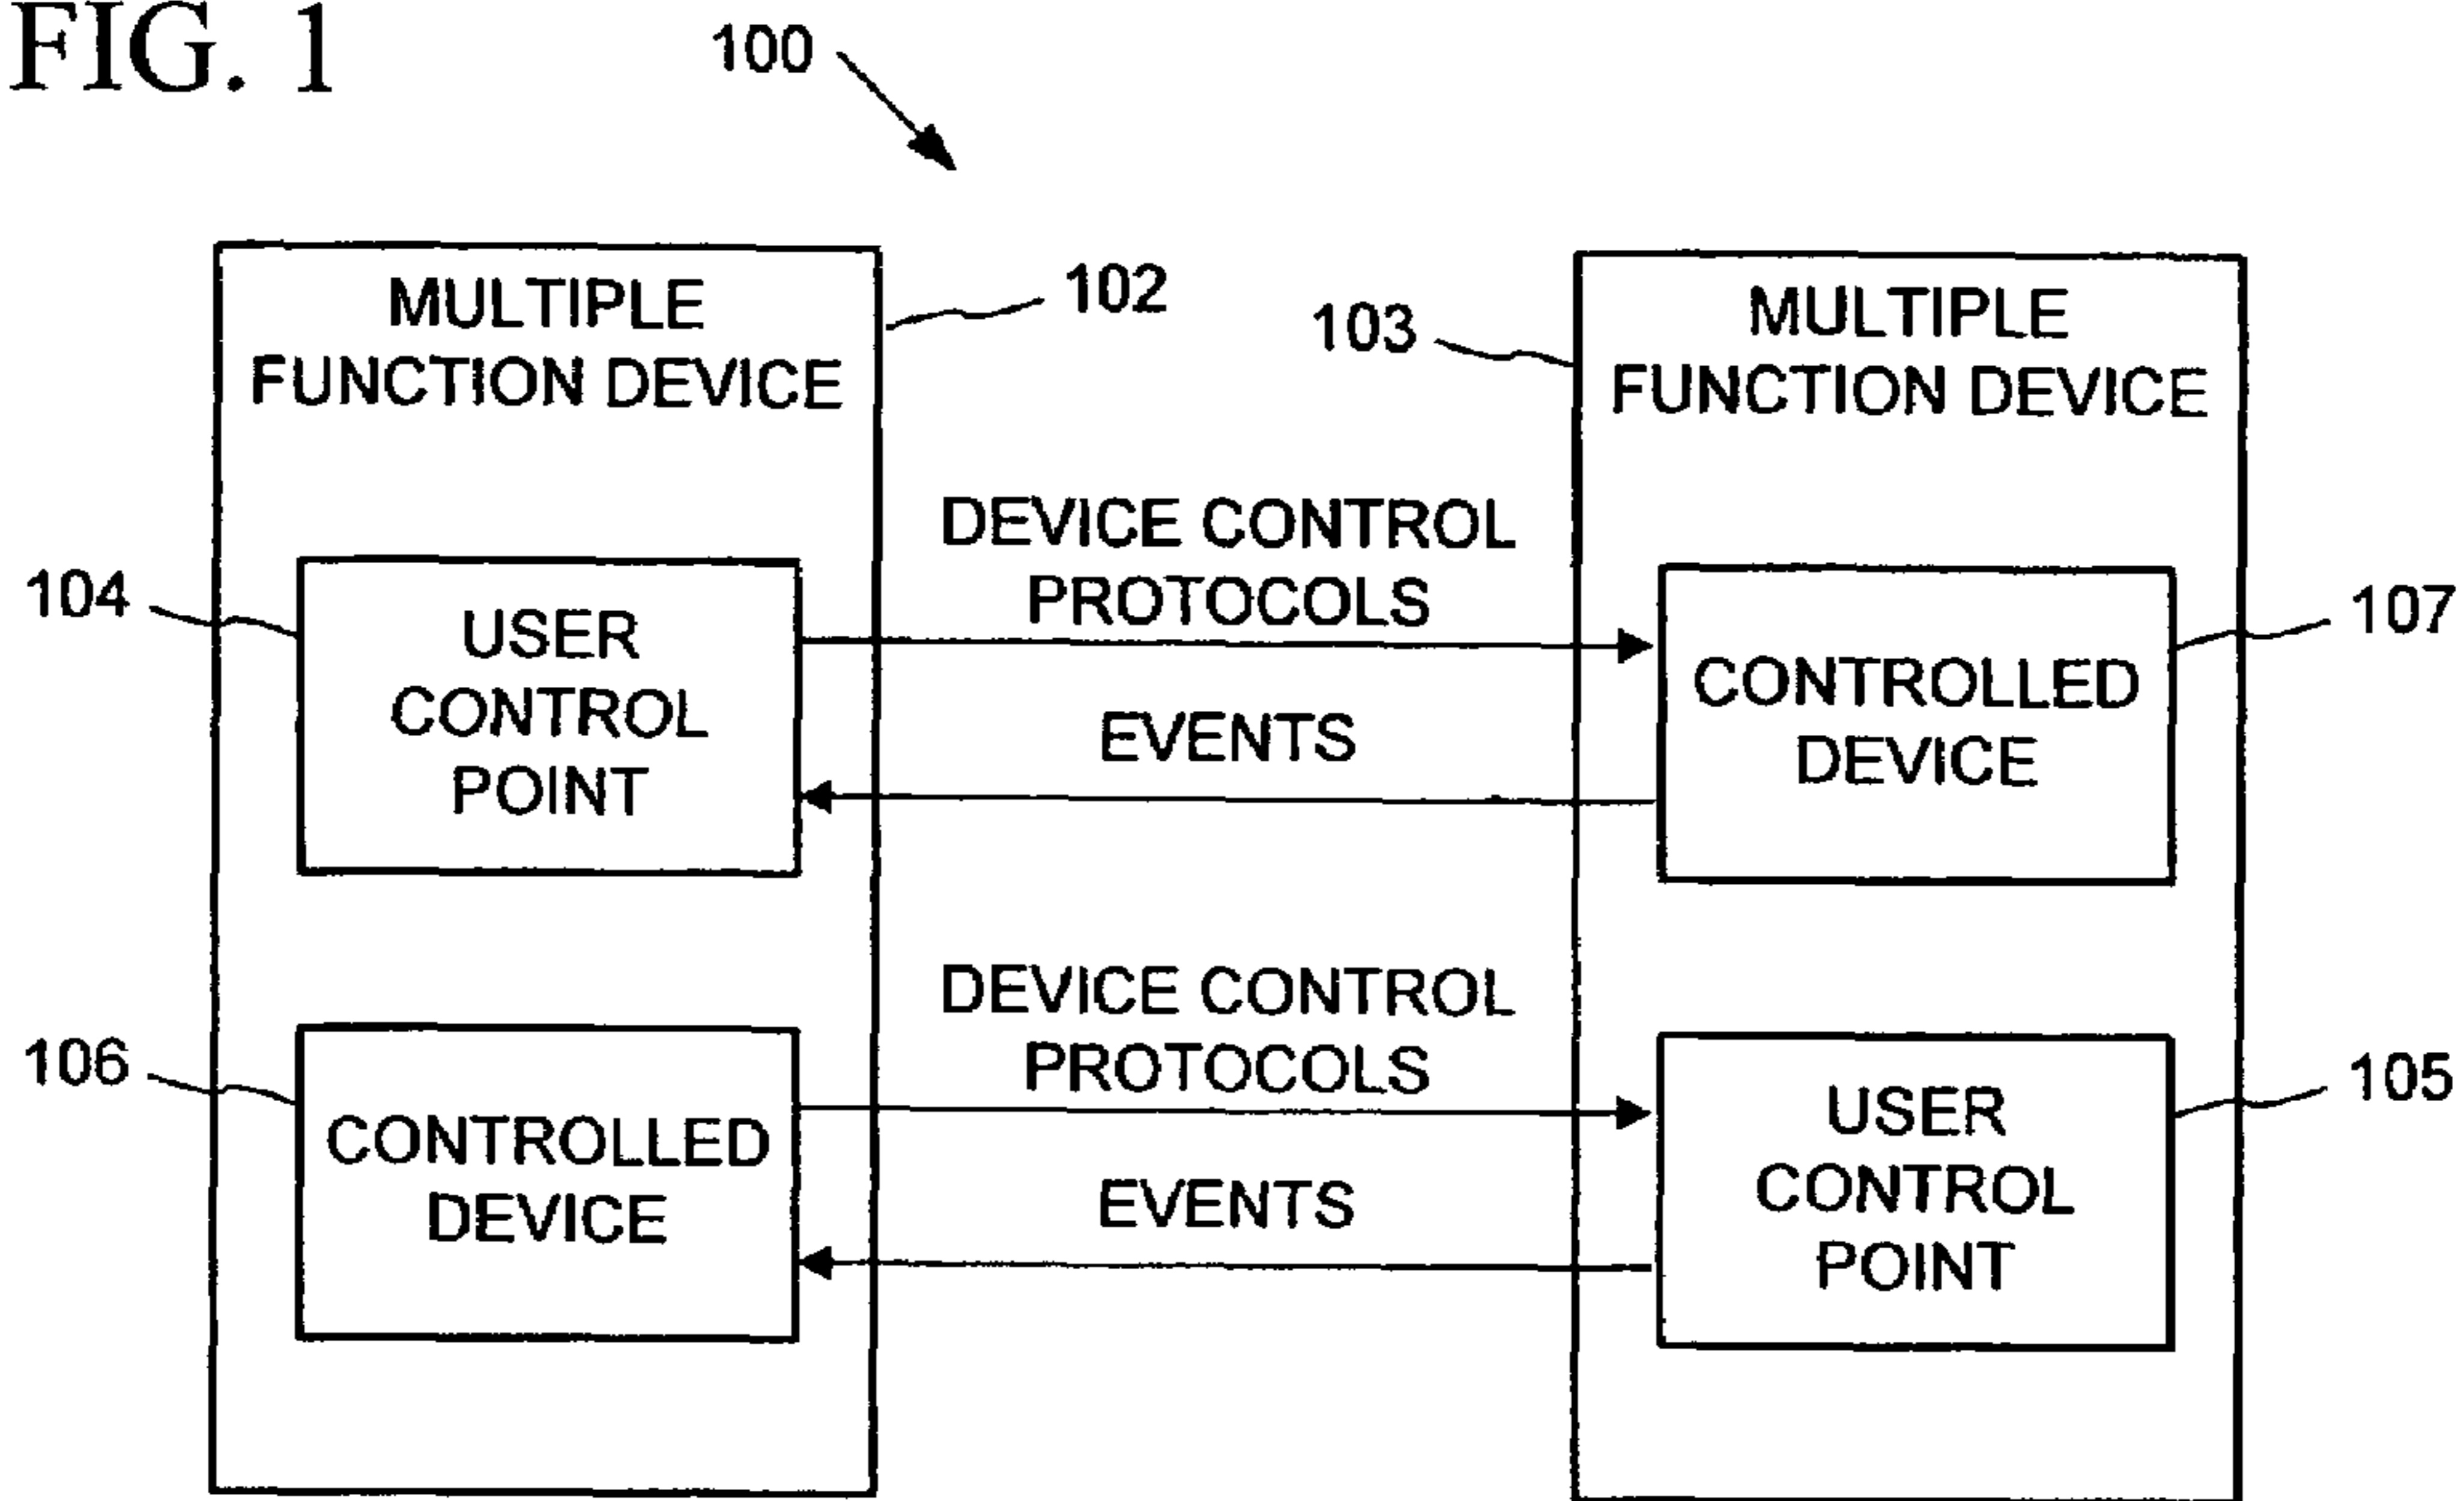 FIG. 1
100
MULTIPLE
FUNCTION DEVICE
102
103
MULTIPLE
FUNCTION DEVICE
DEVICE CONTROL
PROTOCOLS
104
USER
CONTROL
POINT
107
CONTROLLED
DEVICE
EVENTS
DEVICE CONTROL
PROTOCOLS
106
CONTROLLED
DEVICE
105
USER
CONTROL
POINT
EVENTS